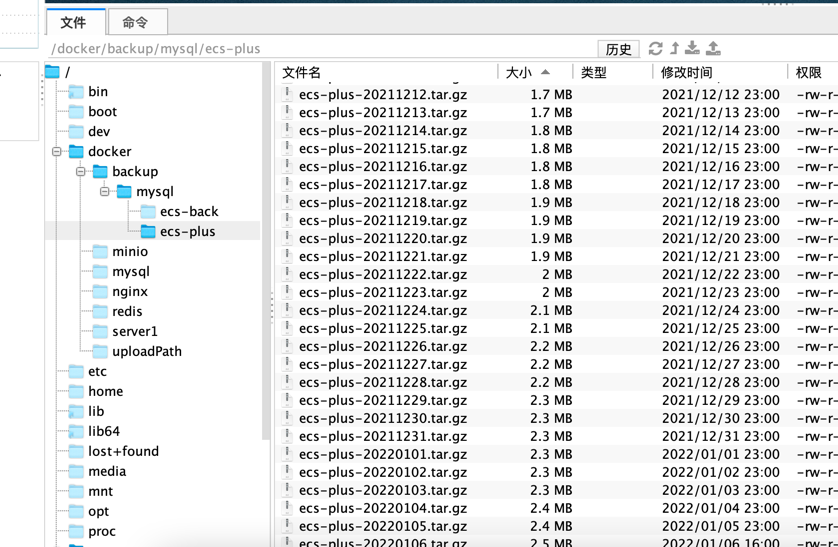 文件 命令
/docker/backup/mysql/ecs-plus 历史
/
bin
boot
dev
docker
backup
mysql
ecs-back
ecs-plus
minio
mysql
nginx
redis
server1
uploadPath
etc
home
lib
lib64
lost+found
media
mnt
opt
proc
文件名 大小 类型 修改时间 权限
ecs-plus-20211212.tar.gz 1.7 MB 2021/12/12 23:00 -rw-r-
ecs-plus-20211213.tar.gz 1.7 MB 2021/12/13 23:00 -rw-r-
ecs-plus-20211214.tar.gz 1.8 MB 2021/12/14 23:00 -rw-r-
ecs-plus-20211215.tar.gz 1.8 MB 2021/12/15 23:00 -rw-r-
ecs-plus-20211216.tar.gz 1.8 MB 2021/12/16 23:00 -rw-r-
ecs-plus-20211217.tar.gz 1.8 MB 2021/12/17 23:00 -rw-r-
ecs-plus-20211218.tar.gz 1.9 MB 2021/12/18 23:00 -rw-r-
ecs-plus-20211219.tar.gz 1.9 MB 2021/12/19 23:00 -rw-r-
ecs-plus-20211220.tar.gz 1.9 MB 2021/12/20 23:00 -rw-r-
ecs-plus-20211221.tar.gz 1.9 MB 2021/12/21 23:00 -rw-r-
ecs-plus-20211222.tar.gz 2 MB 2021/12/22 23:00 -rw-r-
ecs-plus-20211223.tar.gz 2 MB 2021/12/23 23:00 -rw-r-
ecs-plus-20211224.tar.gz 2.1 MB 2021/12/24 23:00 -rw-r-
ecs-plus-20211225.tar.gz 2.1 MB 2021/12/25 23:00 -rw-r-
ecs-plus-20211226.tar.gz 2.2 MB 2021/12/26 23:00 -rw-r-
ecs-plus-20211227.tar.gz 2.2 MB 2021/12/27 23:00 -rw-r-
ecs-plus-20211228.tar.gz 2.2 MB 2021/12/28 23:00 -rw-r-
ecs-plus-20211229.tar.gz 2.3 MB 2021/12/29 23:00 -rw-r-
ecs-plus-20211230.tar.gz 2.3 MB 2021/12/30 23:00 -rw-r-
ecs-plus-20211231.tar.gz 2.3 MB 2021/12/31 23:00 -rw-r-
ecs-plus-20220101.tar.gz 2.3 MB 2022/01/01 23:00 -rw-r-
ecs-plus-20220102.tar.gz 2.3 MB 2022/01/02 23:00 -rw-r-
ecs-plus-20220103.tar.gz 2.3 MB 2022/01/03 23:00 -rw-r-
ecs-plus-20220104.tar.gz 2.4 MB 2022/01/04 23:00 -rw-r-
ecs-plus-20220105.tar.gz 2.4 MB 2022/01/05 23:00 -rw-r-
ecs-plus-20220106.tar.gz 2.5 MB 2022/01/06 16:00 -rw-r-